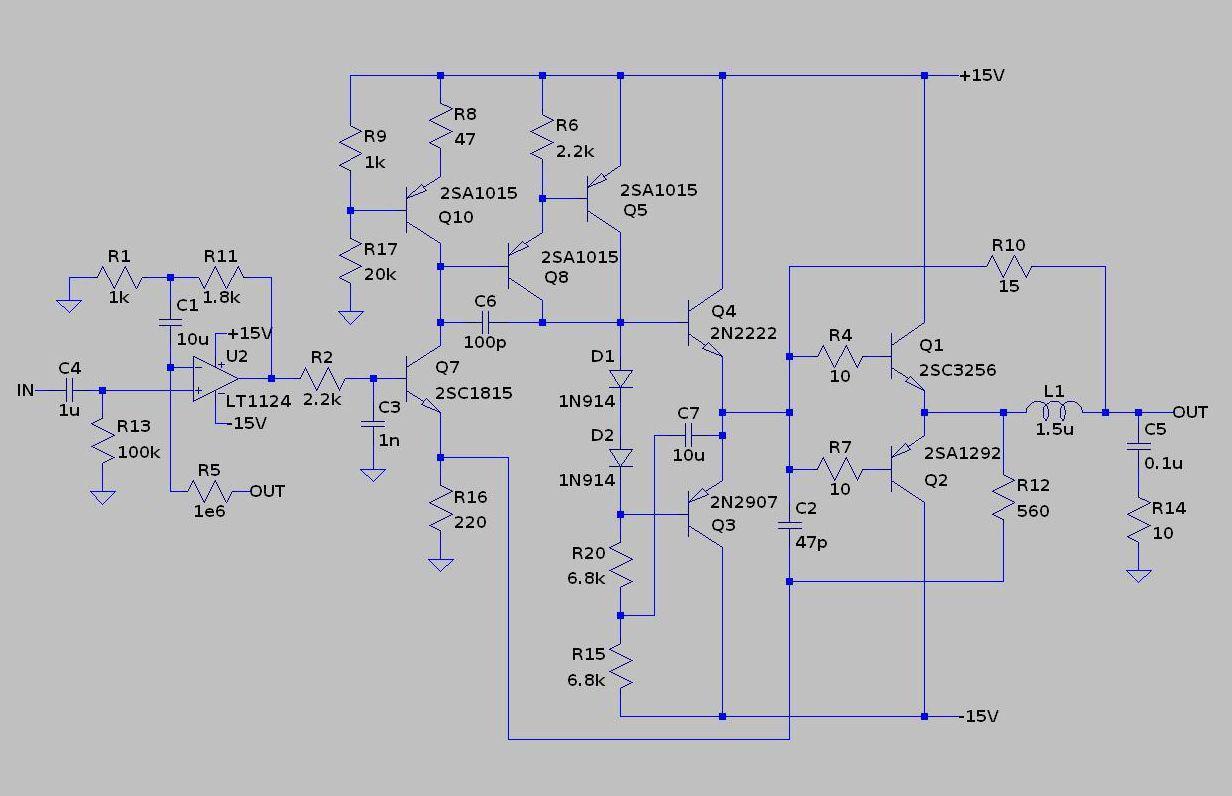 +15V
R9
1k
R8
47
R6
2.2k
2SA1015
Q10
2SA1015
Q5
R17
20k
2SA1015
Q8
R1
1k
R11
1.8k
C1
10u
+15V
U2
LT1124
-15V
C4
1u
IN
R13
100k
R5
1e6
OUT
R2
2.2k
C3
1n
C6
100p
Q7
2SC1815
R16
220
D1
1N914
D2
1N914
Q4
2N2222
C7
10u
2N2907
Q3
R20
6.8k
R15
6.8k
R10
15
R4
10
Q1
2SC3256
R7
10
2SA1292
Q2
C2
47p
L1
1.5u
OUT
C5
0.1u
R12
560
R14
10
-15V